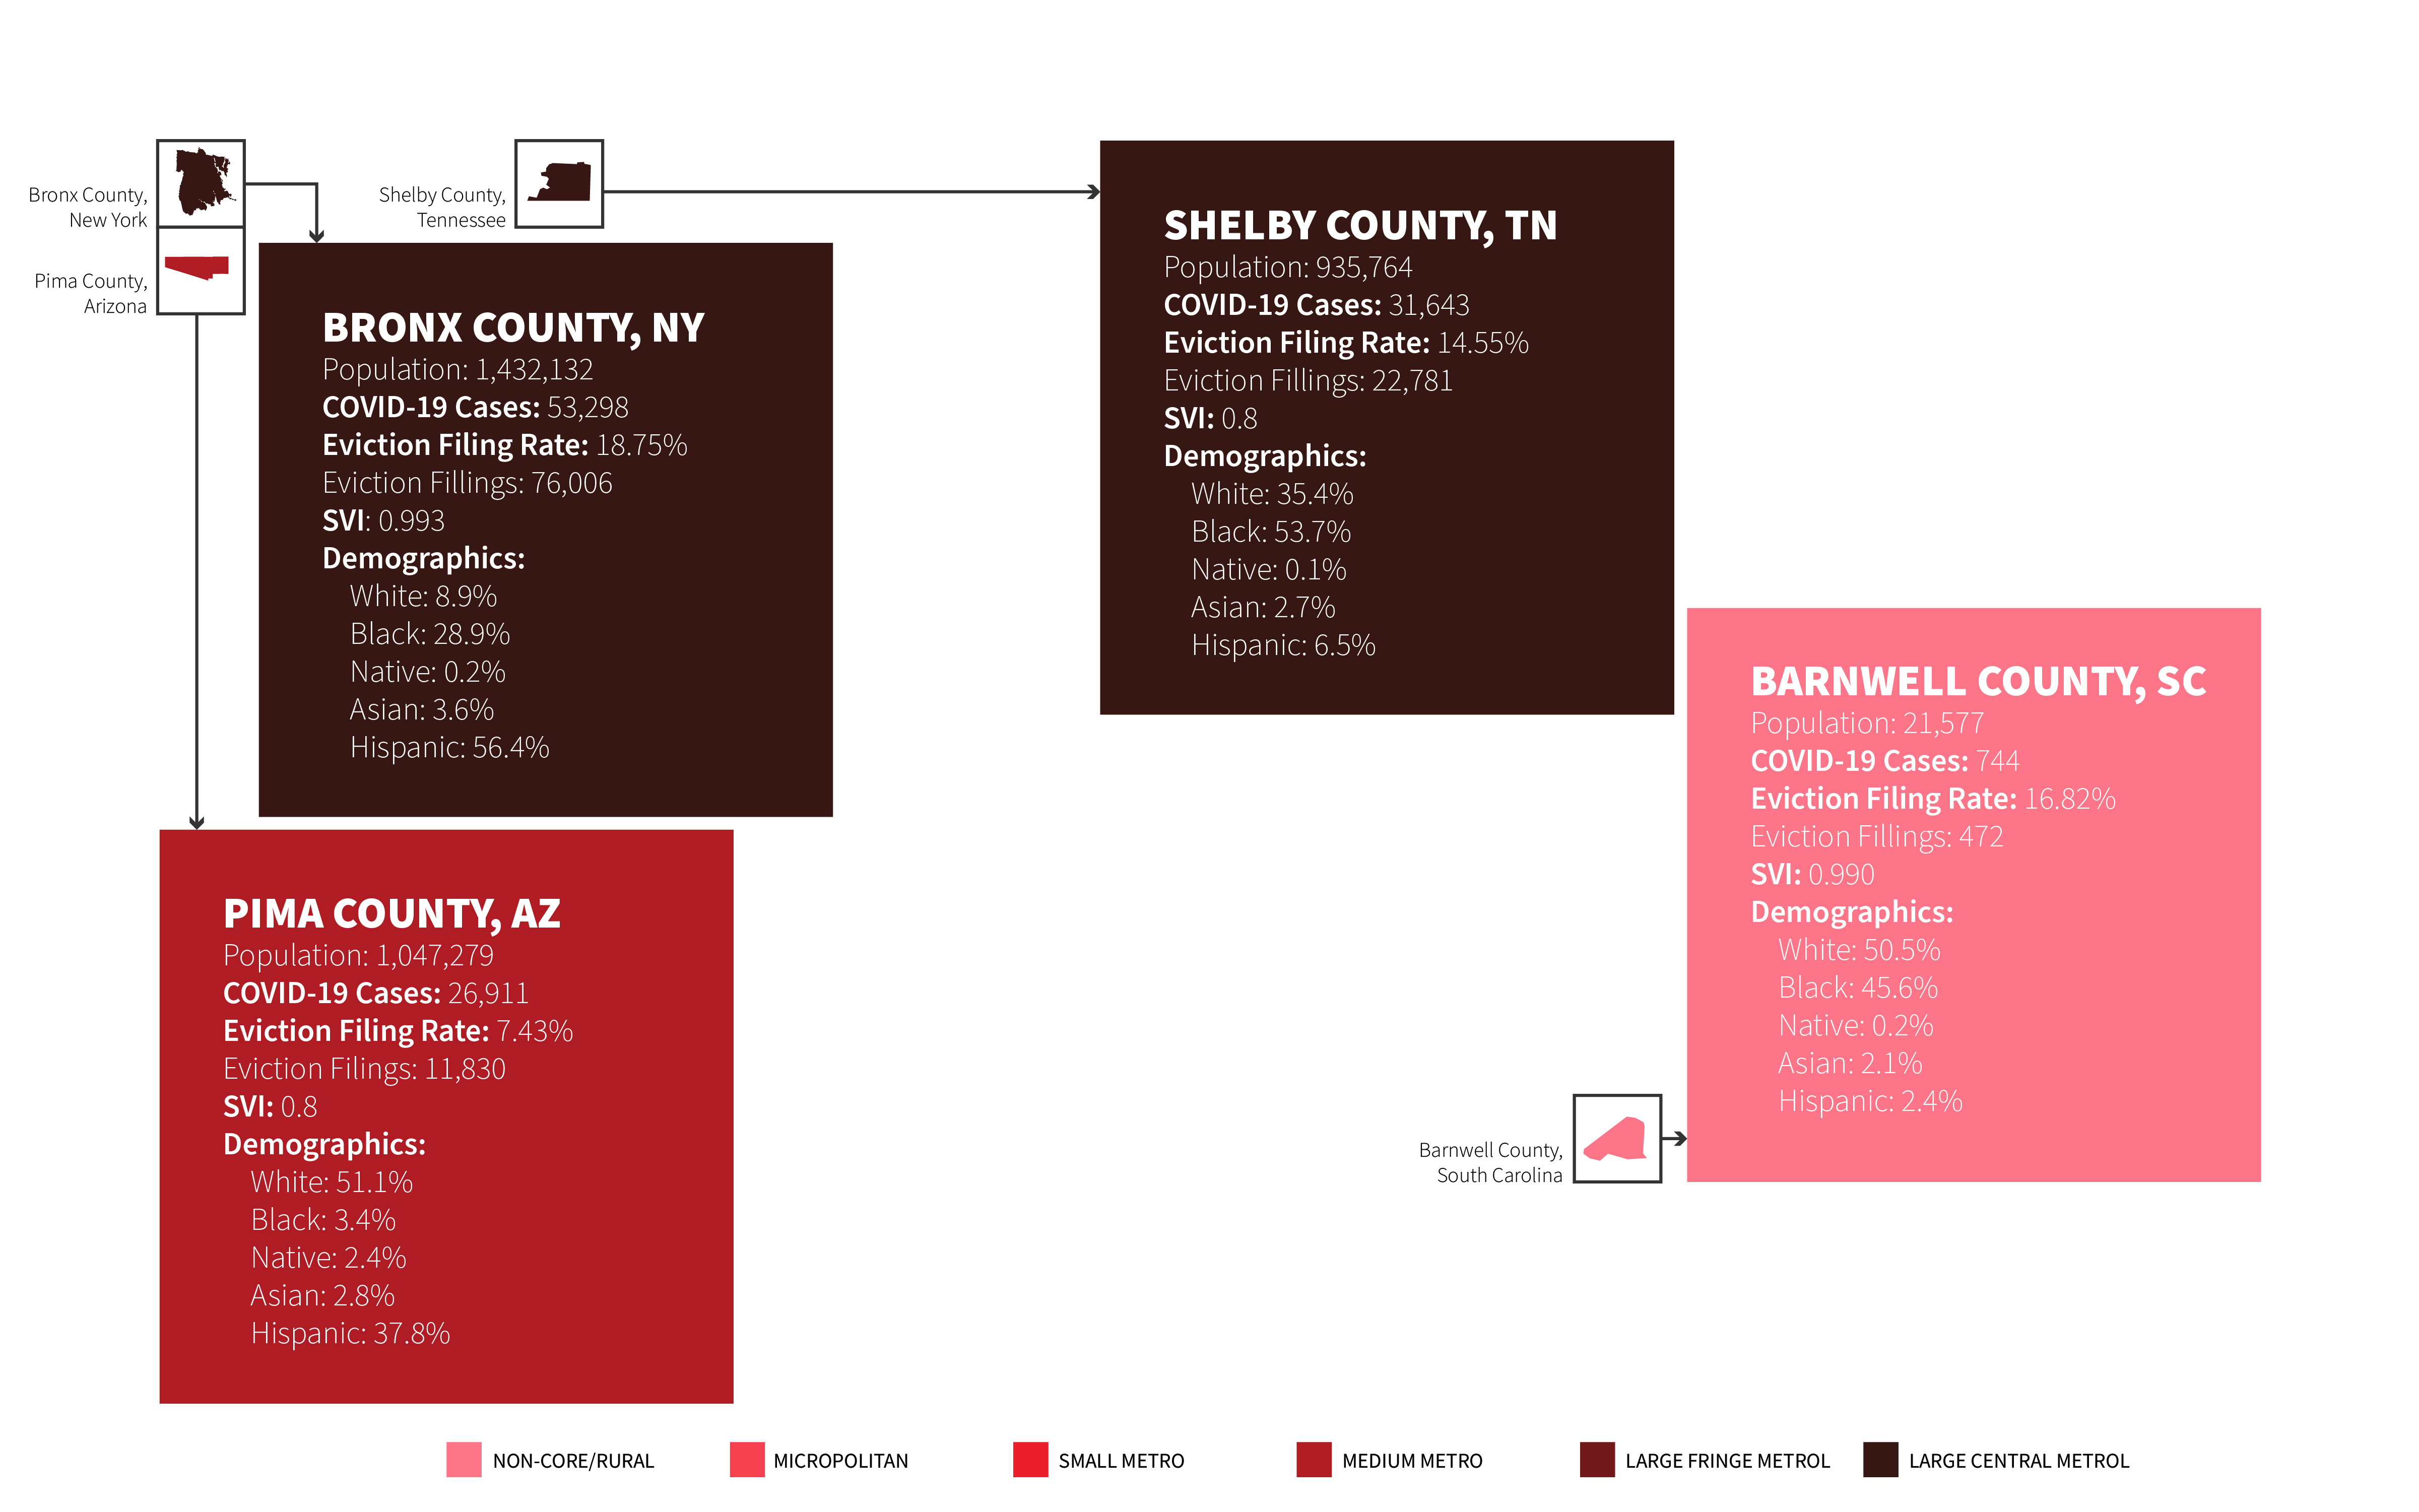 Bronx County,
New York
Pima County,
Arizona
Shelby County,
Tennessee
BRONX COUNTY, NY
Population: 1,432,132
COVID-19 Cases: 53,298
Eviction Filing Rate: 18.75%
Eviction Fillings: 76,006
SVI: 0.993
Demographics:
White: 8.9%
Black: 28.9%
Native: 0.2%
Asian: 3.6%
Hispanic: 56.4%
SHELBY COUNTY, TN
Population: 935,764
COVID-19 Cases: 31,643
Eviction Filing Rate: 14.55%
Eviction Fillings: 22,781
SVI: 0.8
Demographics:
White: 35.4%
Black: 53.7%
Native: 0.1%
Asian: 2.7%
Hispanic: 6.5%
PIMA COUNTY, AZ
Population: 1,047,279
COVID-19 Cases: 26,911
Eviction Filing Rate: 7.43%
Eviction Filings: 11,830
SVI: 0.8
Demographics:
White: 51.1%
Black: 3.4%
Native: 2.4%
Asian: 2.8%
Hispanic: 37.8%
BARNWELL COUNTY, SC
Population: 21,577
COVID-19 Cases: 744
Eviction Filing Rate: 16.82%
Eviction Fillings: 472
SVI: 0.990
Demographics:
White: 50.5%
Black: 45.6%
Native: 0.2%
Asian: 2.1%
Hispanic: 2.4%
Barnwell County,
South Carolina
NON-CORE/RURAL
MICROPOLITAN
SMALL METRO
MEDIUM METRO
LARGE FRINGE METROL
LARGE CENTRAL METROL